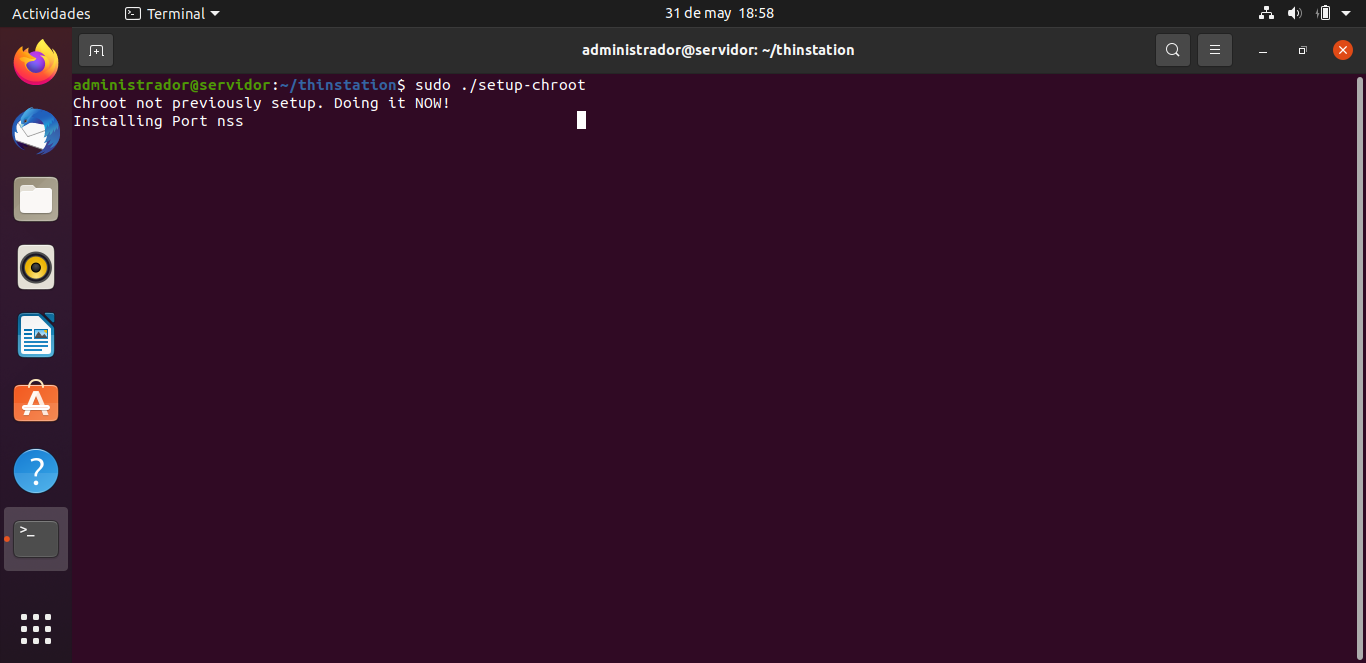 Actividades
Terminal
31 de may 18:58
administrador@servidor: ~/thinstation
administrador@servidor:~/thinstation$ sudo ./setup-chroot
Chroot not previously setup. Doing it NOW!
Installing Port nss